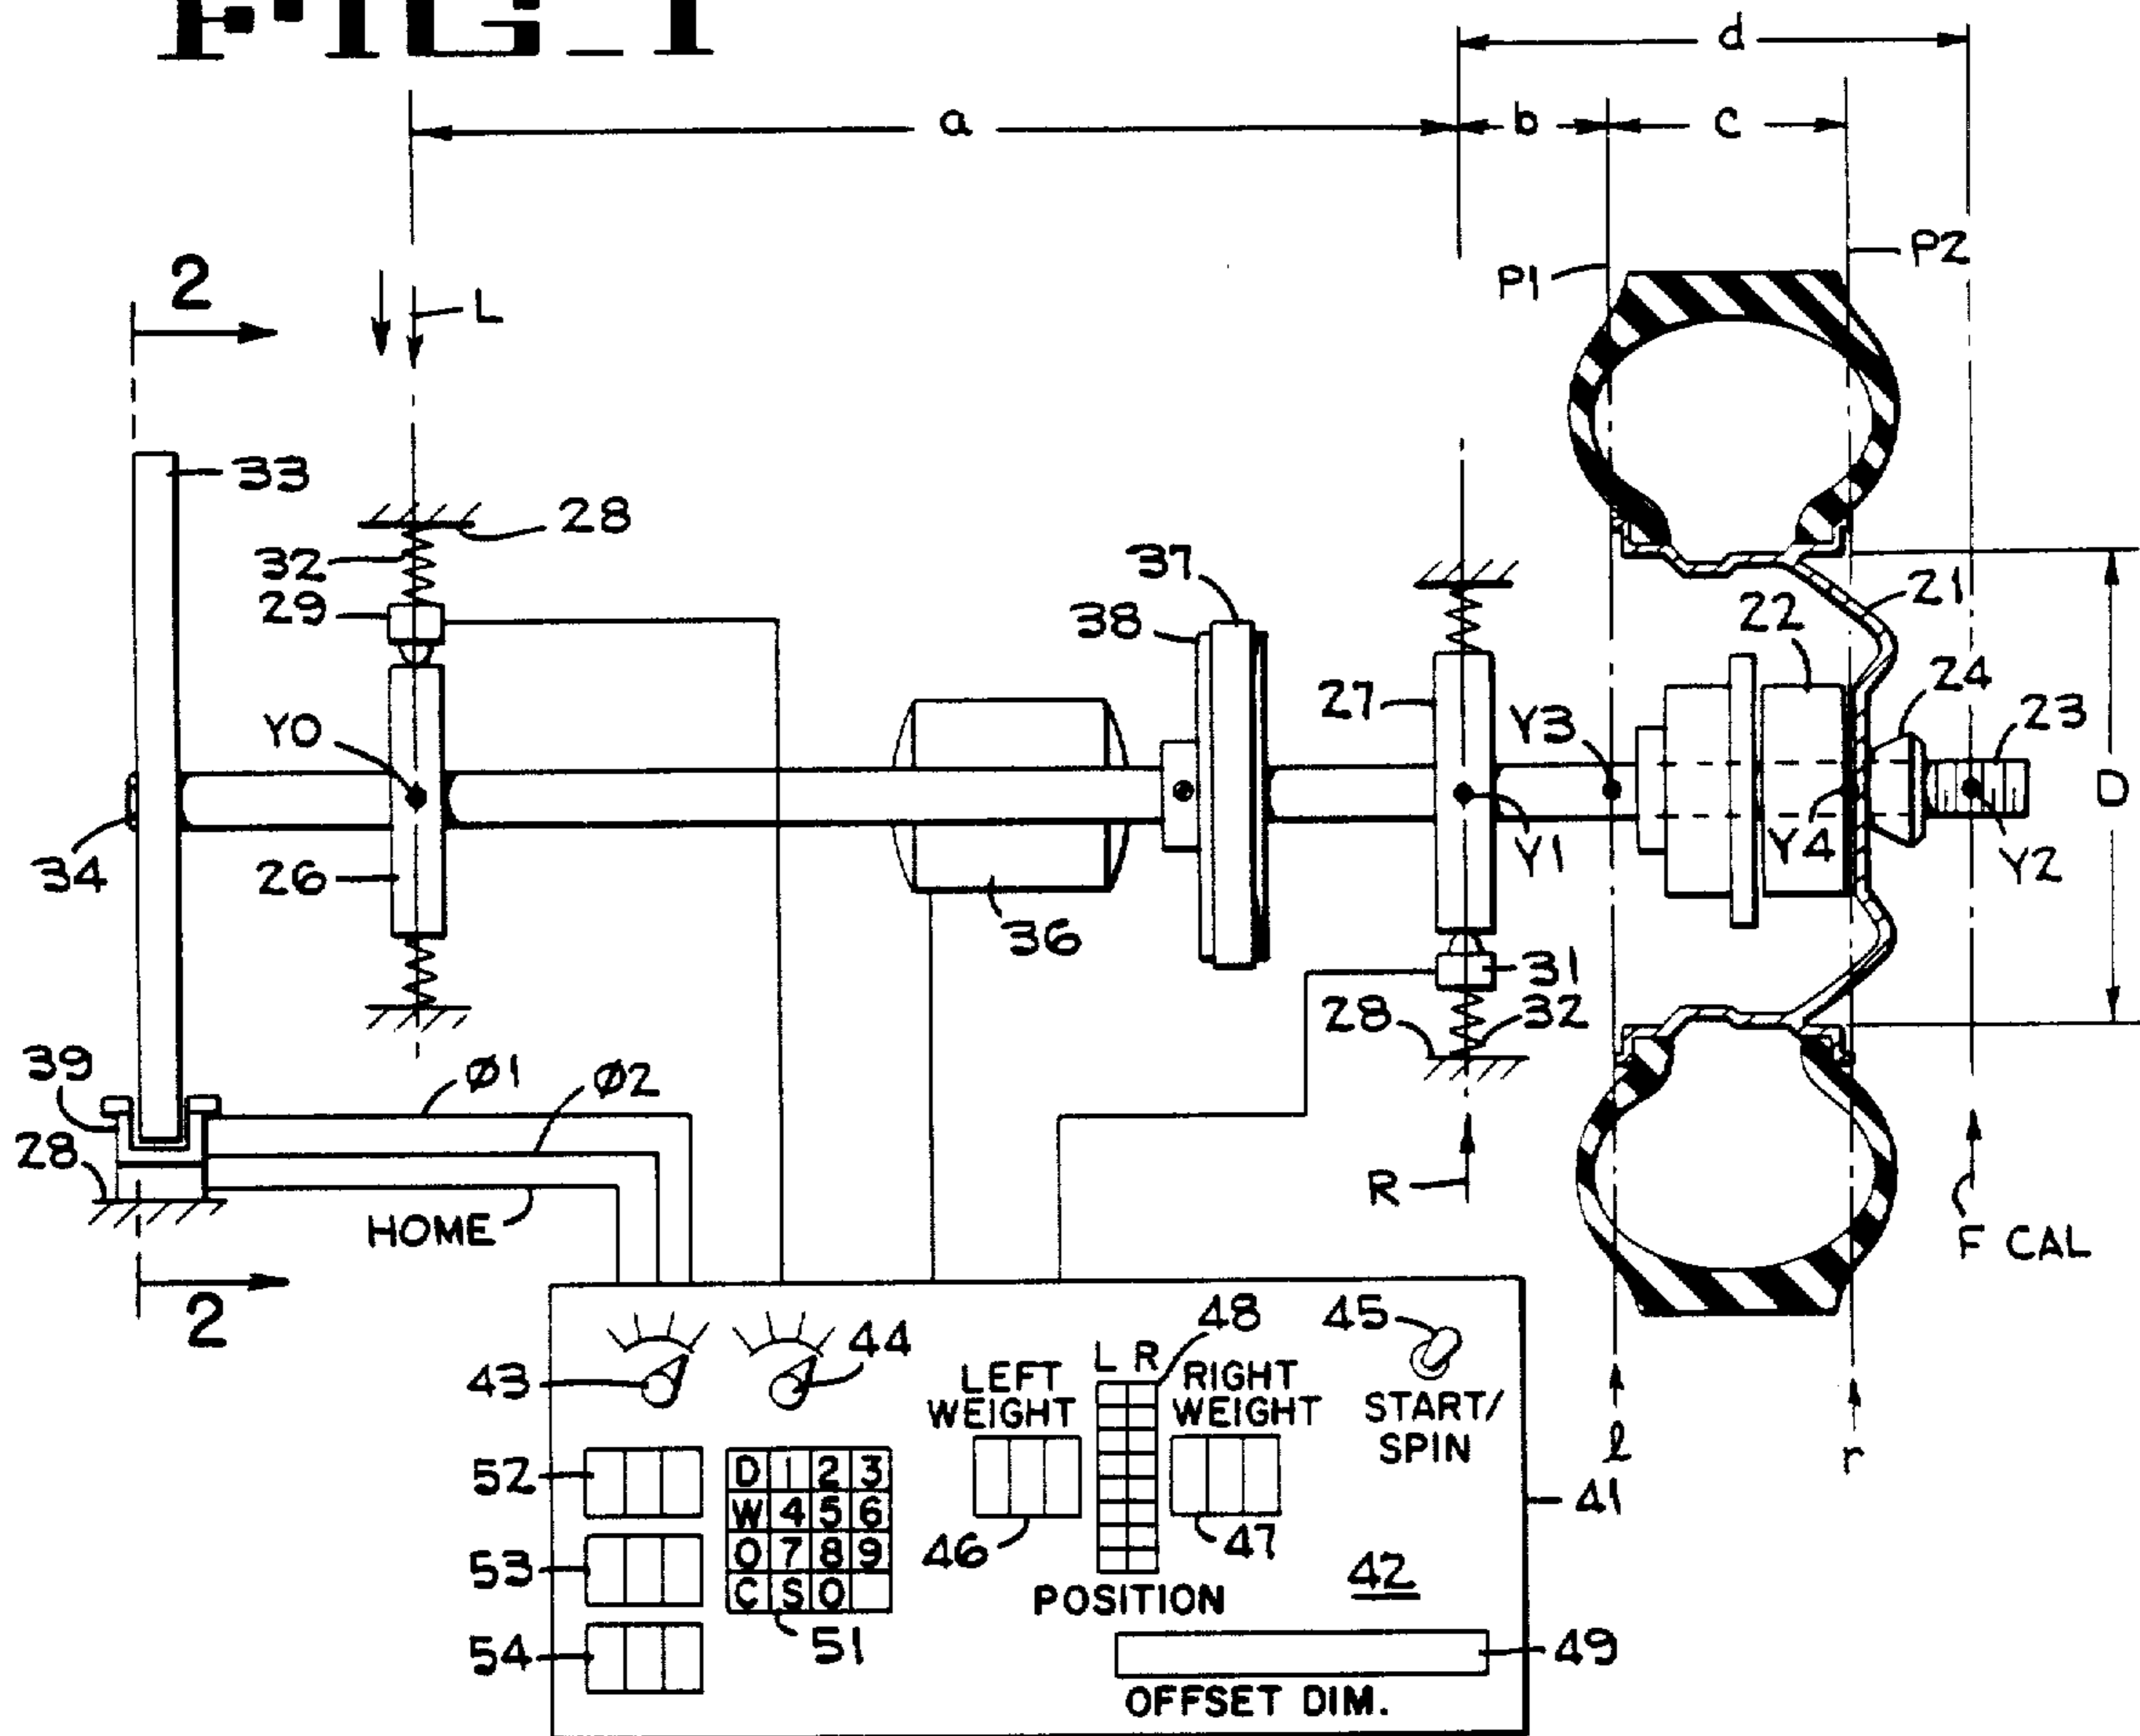 FIG_1
d
a
b
c
P1
P2
2
L
33
28
32
29
37
38
21
22
24
23
27
Y3
Y0
D
Y1
Y4
Y2
34
26
36
31
28
32
39
Ø1
Ø2
28
R
HOME
F CAL
2
48
45
43
44
L R
LEFT WEIGHT
RIGHT WEIGHT
START/
SPIN
l
r
52
D 1 2 3
W 4 5 6
O 7 8 9
C S 0
41
46
47
53
42
POSITION
54
51
49
OFFSET DIM.